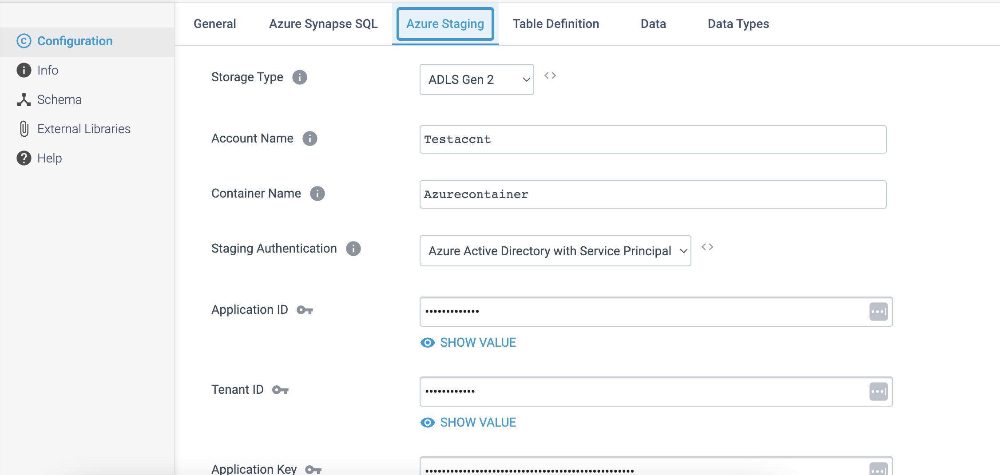 General Azure Synapse SQL Azure Staging Table Definition Data Data Types
Configuration
Info
Schema
External Libraries
Help
Storage Type ADLS Gen 2
Account Name Testaccnt
Container Name Azurecontainer
Staging Authentication Azure Active Directory with Service Principal
Application ID •••••••••••••
SHOW VALUE
Tenant ID ••••••••••••
SHOW VALUE
Application Key